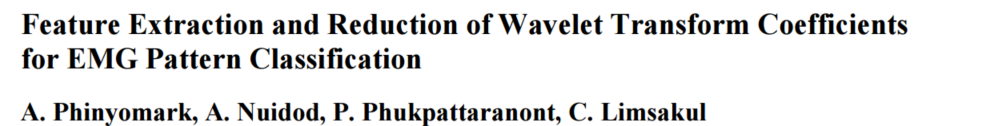 Feature Extraction and Reduction of Wavelet Transform Coefficients
for EMG Pattern Classification
A. Phinyomark, A. Nuidod, P. Phukpattaranont, C. Limsakul